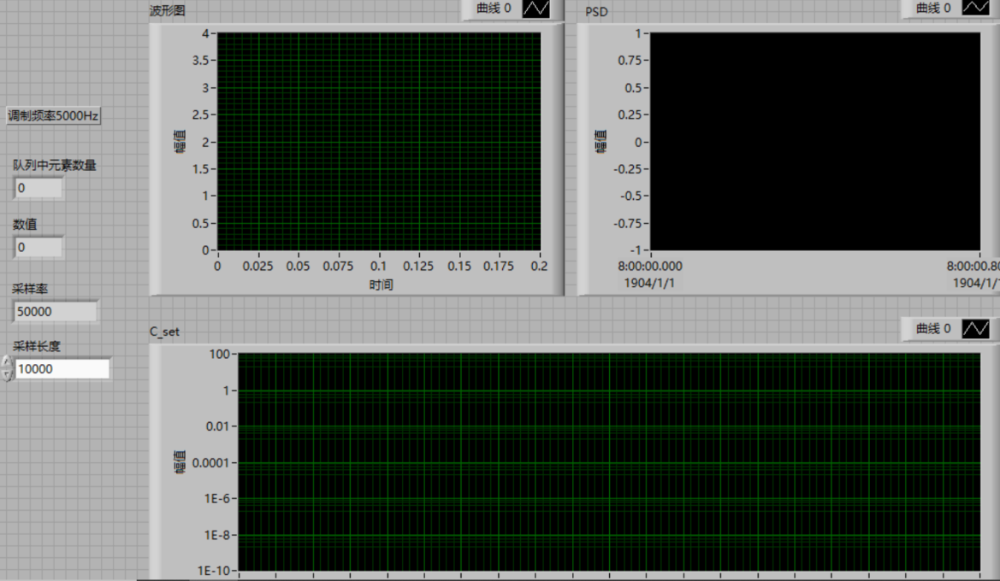 波形图
曲线 0
PSD
曲线 0
4
3.5
3
2.5
2
1.5
1
0.5
0
幅值
0
0.025
0.05
0.075
0.1
0.125
0.15
0.175
0.2
时间
1
0.75
0.5
0.25
0
-0.25
-0.5
-0.75
-1
幅值
8:00:00.000
1904/1/1
8:00:00.80
1904/1/1
调制频率5000Hz
队列中元素数量
0
数值
0
采样率
50000
采样长度
10000
C_set
曲线 0
100
1
0.01
0.0001
1E-6
1E-8
1E-10
幅值